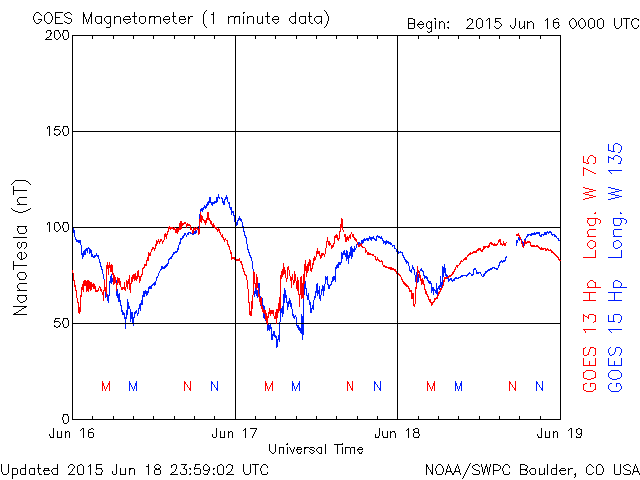 GOES Magnetometer (1 minute data)
Begin: 2015 Jun 16 0000 UTC
200
150
100
50
0
NanoTesla (nT)
M M N N M M N N M M N N
Jun 16 Jun 17 Jun 18 Jun 19
Universal Time
GOES 13 Hp Long. W 75
GOES 15 Hp Long. W 135
Updated 2015 Jun 18 23:59:02 UTC
NOAA/SWPC Boulder, CO USA